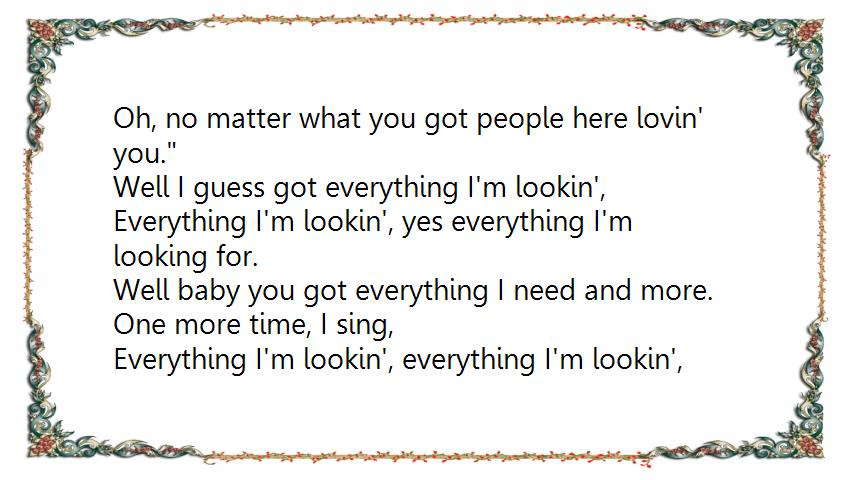 Oh, no matter what you got people here lovin'
you."
Well I guess got everything I'm lookin',
Everything I'm lookin', yes everything I'm
looking for.
Well baby you got everything I need and more.
One more time, I sing,
Everything I'm lookin', everything I'm lookin',